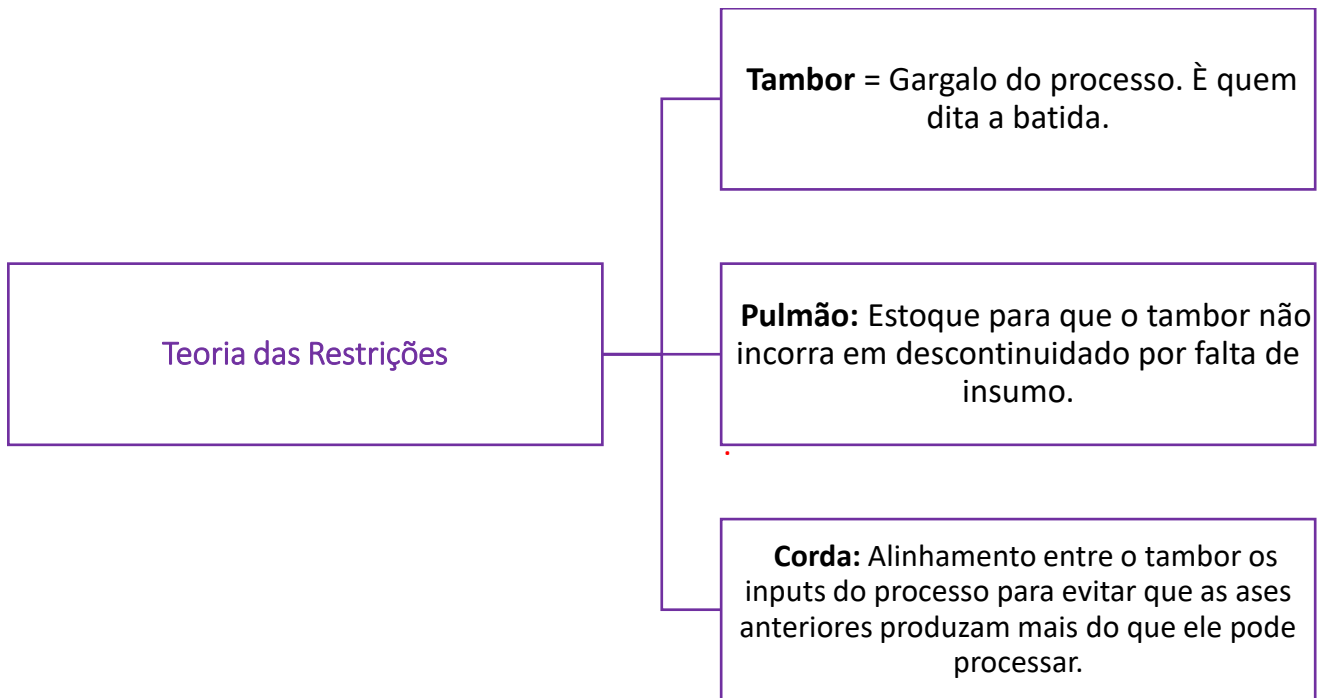 Tambor = Gargalo do processo. È quem
dita a batida.
Teoria das Restrições
Pulmão: Estoque para que o tambor não
incorra em descontinuidado por falta de
insumo.
Corda: Alinhamento entre o tambor os
inputs do processo para evitar que as ases
anteriores produzam mais do que ele pode
processar.